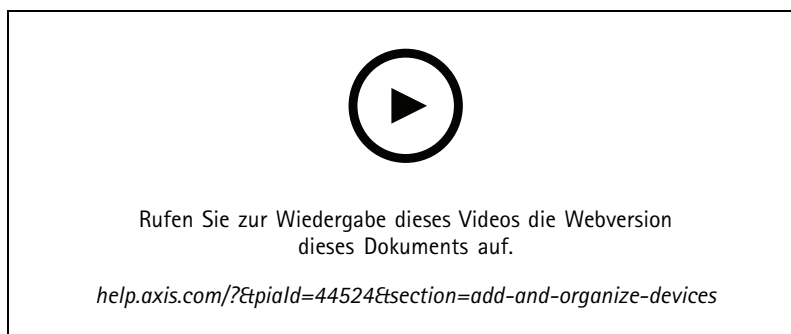 Rufen Sie zur Wiedergabe dieses Videos die Webversion
dieses Dokuments auf.
help.axis.com/?&piaId=44524&section=add-and-organize-devices